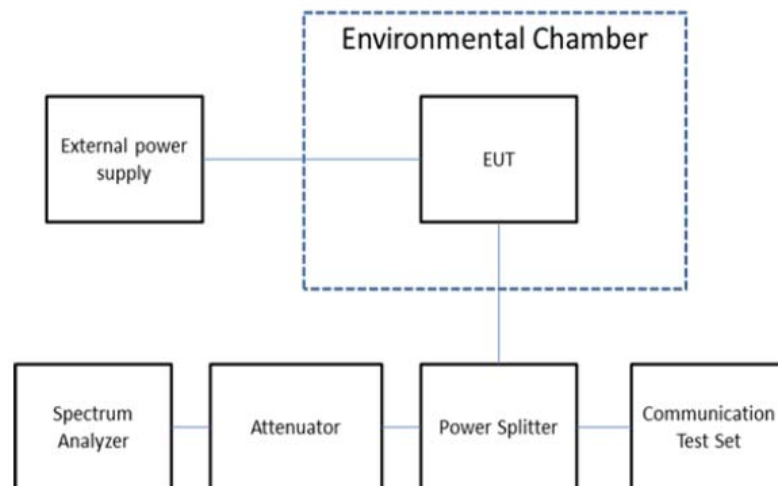 Environmental Chamber
External power
supply
EUT
Spectrum
Analyzer
Attenuator
Power Splitter
Communication
Test Set